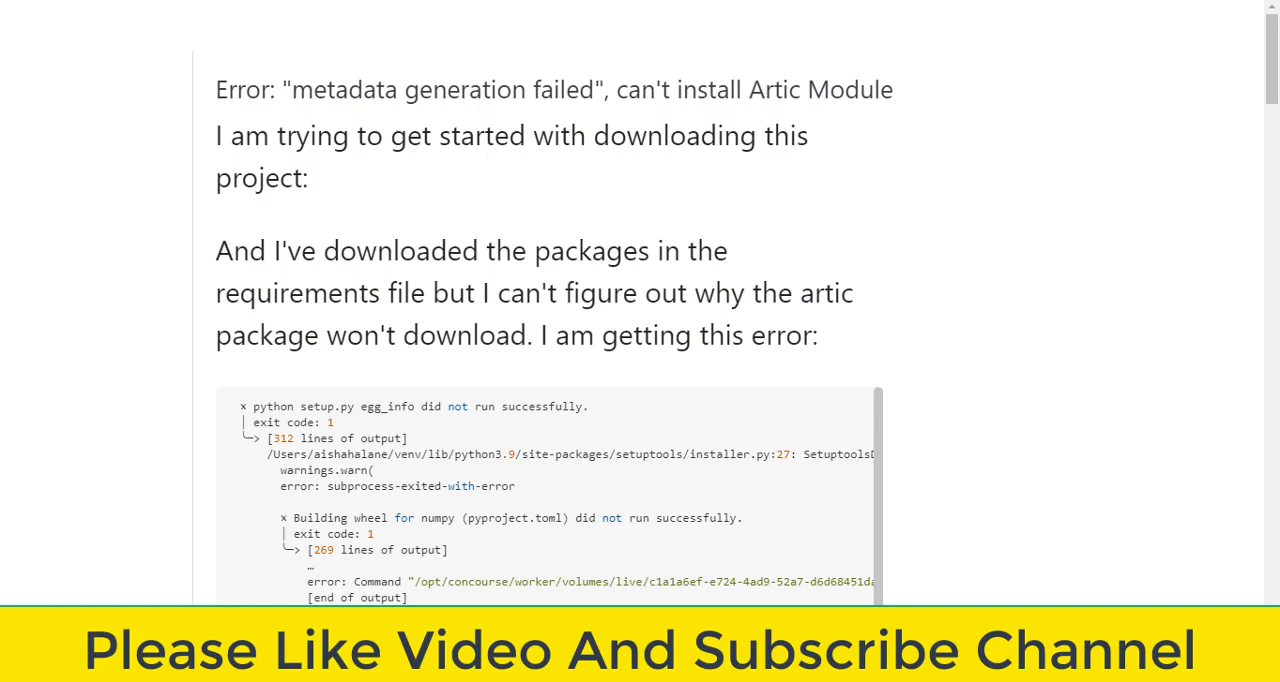 Error: "metadata generation failed", can't install Artic Module
I am trying to get started with downloading this
project:
And I've downloaded the packages in the
requirements file but I can't figure out why the artic
package won't download. I am getting this error:
× python setup.py egg_info did not run successfully.
│ exit code: 1
╰─> [312 lines of output]
/Users/aishahalane/venv/lib/python3.9/site-packages/setuptools/installer.py:27: SetuptoolsD
warnings.warn(
error: subprocess-exited-with-error
× Building wheel for numpy (pyproject.toml) did not run successfully.
│ exit code: 1
╰─> [269 lines of output]
…
error: Command "/opt/concourse/worker/volumes/live/c1a1a6ef-e724-4ad9-52a7-d6d68451da
[end of output]
Please Like Video And Subscribe Channel